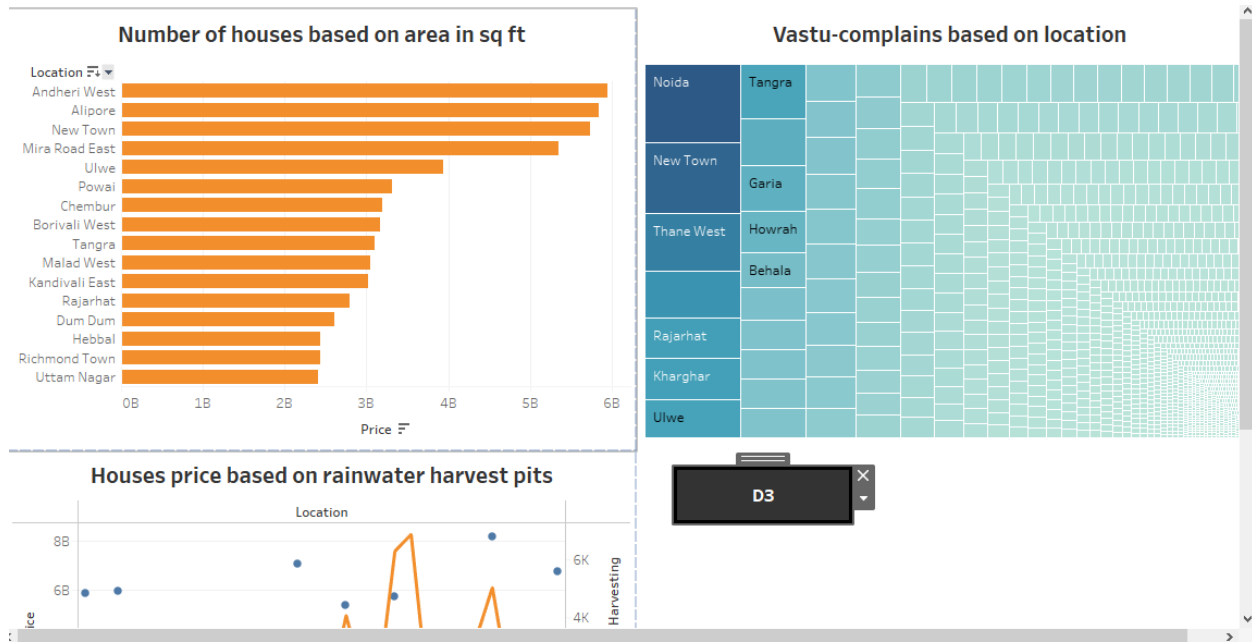 Number of houses based on area in sq ft
Location
Andheri West
Alipore
New Town
Mira Road East
Ulwe
Powai
Chembur
Borivali West
Tangra
Malad West
Kandivali East
Rajarhat
Dum Dum
Hebbal
Richmond Town
Uttam Nagar
0B 1B 2B 3B 4B 5B 6B
Price
Vastu-complains based on location
Noida
New Town
Thane West
Rajarhat
Kharghar
Ulwe
Tangra
Garia
Howrah
Behala
Houses price based on rainwater harvest pits
Location
8B
6B
6K
4K
Harvesting
D3